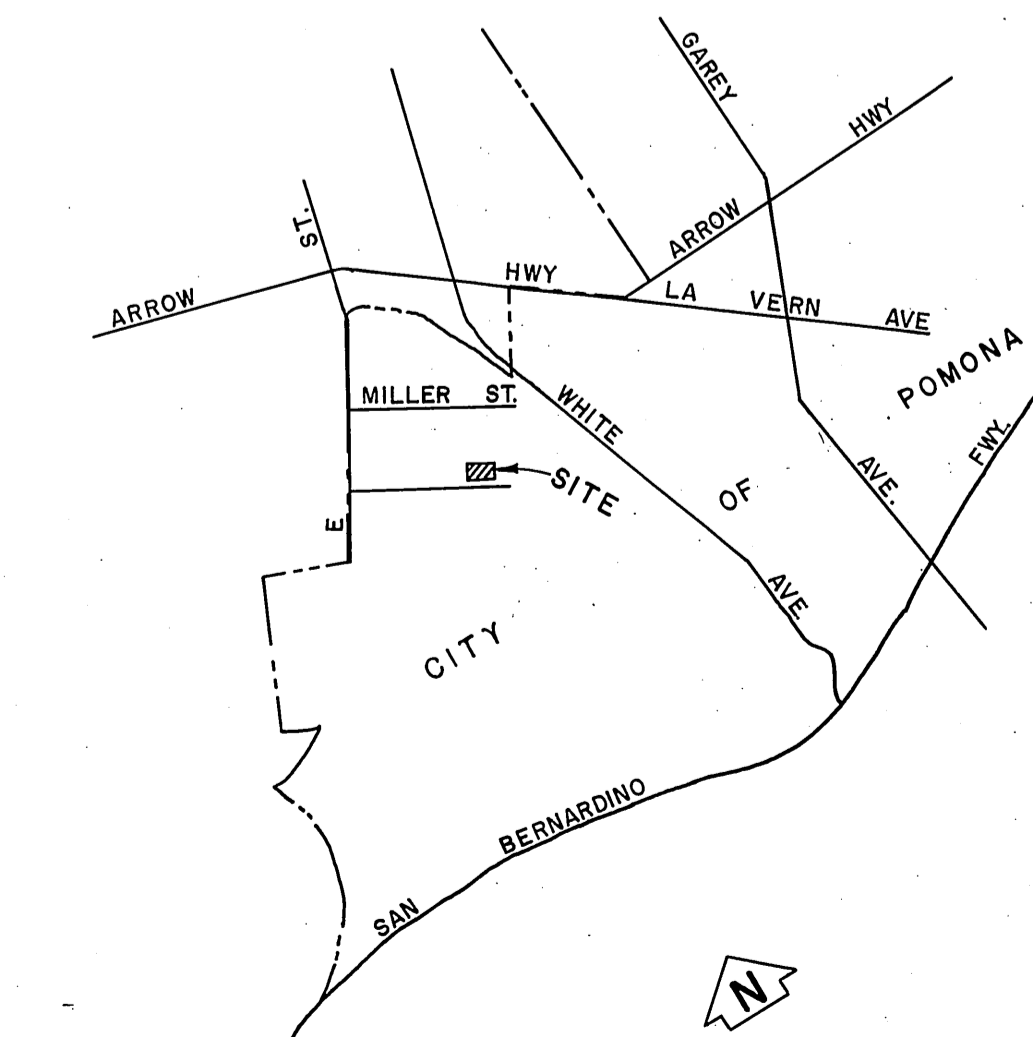 GAREY
HWY
ST.
ARROW
ARROW
HWY
LA VERN AVE
POMONA
MILLER ST.
WHITE
FWY.
AVE.
SITE
OF
E
AVE.
CITY
BERNARDINO
SAN
N